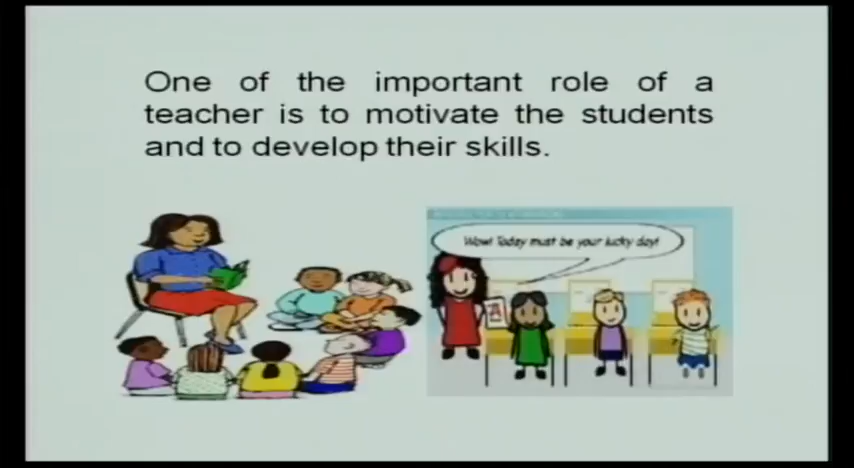 One of the important role of a
teacher is to motivate the students
and to develop their skills.
Wow! Today must be your lucky day!
A